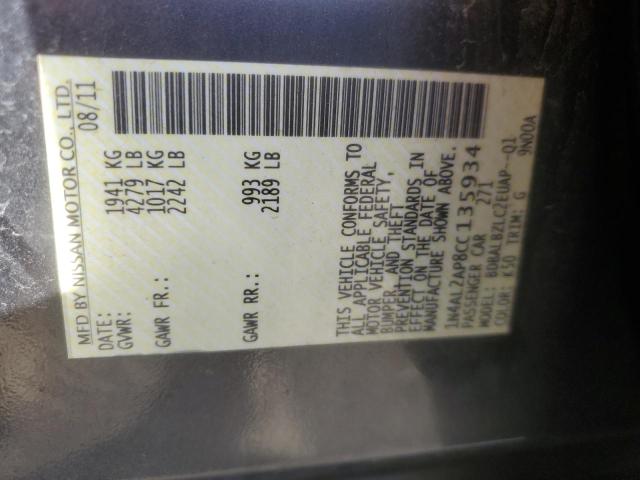 MFD BY NISSAN MOTOR CO., LTD.
DATE: 08/11
GVWR: 1941 KG
4279 LB
GAWR FR.: 1017 KG
2242 LB
GAWR RR.: 993 KG
2189 LB
THIS VEHICLE CONFORMS TO
ALL APPLICABLE FEDERAL
MOTOR VEHICLE SAFETY,
BUMPER, AND THEFT
PREVENTION STANDARDS IN
EFFECT ON THE DATE OF
MANUFACTURE SHOWN ABOVE.
1N4AL2AP8CC135934
PASSENGER CAR 271
MODEL: BDBALBZLCZEUAP--Q1
COLOR: K50 TRIM: G 9N00A